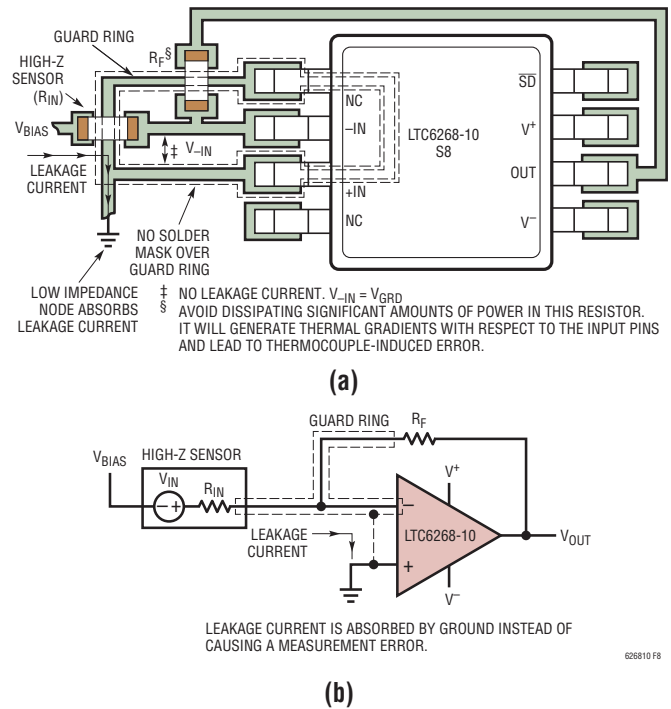 GUARD RING
HIGH-Z
SENSOR
(RIN)
RF§
VBIAS
LEAKAGE
CURRENT
‡ V–IN
NC
–IN
+IN
NC
LTC6268-10
S8
SD
V+
OUT
V–
NO SOLDER
MASK OVER
GUARD RING
LOW IMPEDANCE
NODE ABSORBS
LEAKAGE CURRENT
‡ NO LEAKAGE CURRENT. V–IN = VGRD
§ AVOID DISSIPATING SIGNIFICANT AMOUNTS OF POWER IN THIS RESISTOR.
IT WILL GENERATE THERMAL GRADIENTS WITH RESPECT TO THE INPUT PINS
AND LEAD TO THERMOCOUPLE-INDUCED ERROR.
(a)
GUARD RING
RF
HIGH-Z SENSOR
VBIAS
VIN
RIN
– +
V+
–
LTC6268-10
+
V–
VOUT
LEAKAGE
CURRENT
LEAKAGE CURRENT IS ABSORBED BY GROUND INSTEAD OF
CAUSING A MEASUREMENT ERROR.
626810 F8
(b)